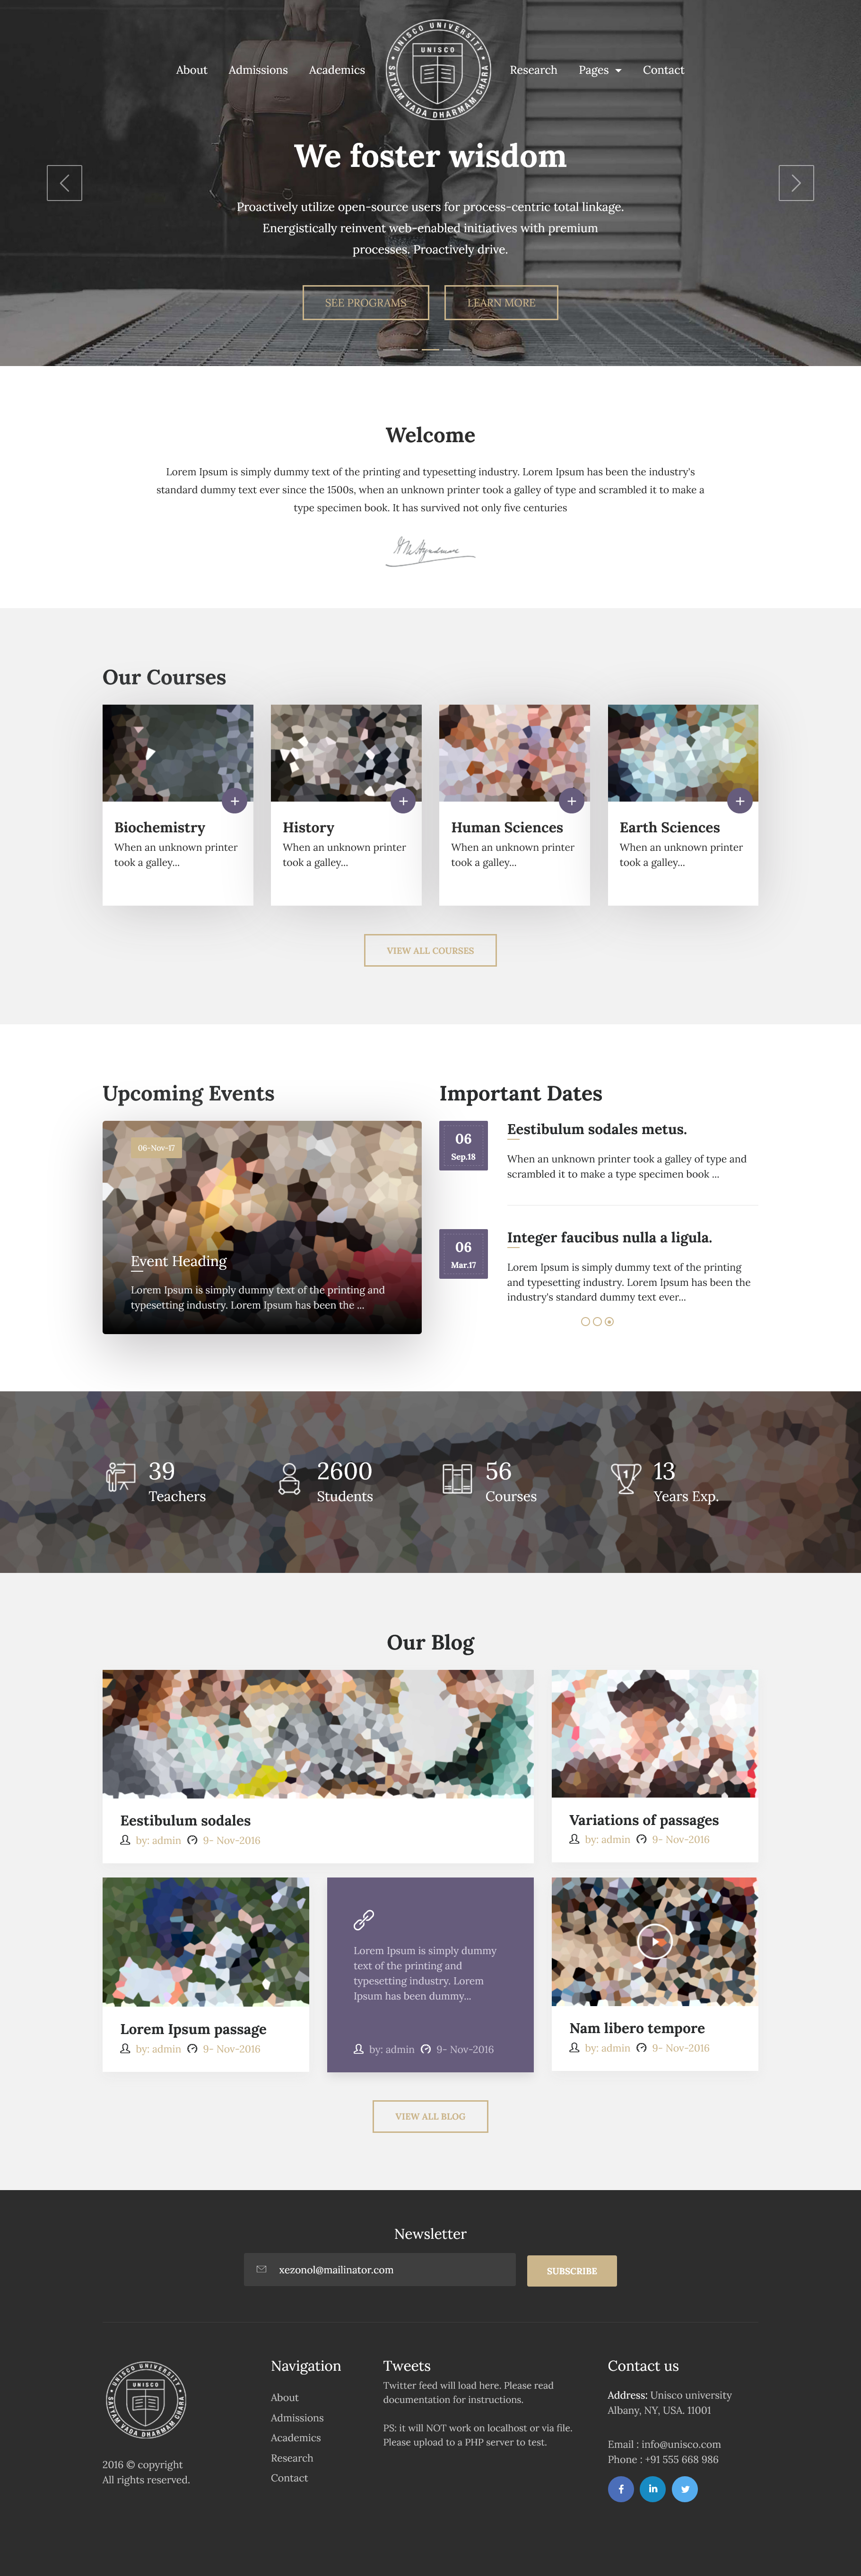 About
Admissions
Academics
UNISCO UNIVERSITY
UNISCO
SATYAM VADA DHARMAM CHARA
Research
Pages
Contact
We foster wisdom
Proactively utilize open-source users for process-centric total linkage.
Energistically reinvent web-enabled initiatives with premium
processes. Proactively drive.
SEE PROGRAMS
LEARN MORE
Welcome
Lorem Ipsum is simply dummy text of the printing and typesetting industry. Lorem Ipsum has been the industry's
standard dummy text ever since the 1500s, when an unknown printer took a galley of type and scrambled it to make a
type specimen book. It has survived not only five centuries
Our Courses
Biochemistry
When an unknown printer
took a galley...
History
When an unknown printer
took a galley...
Human Sciences
When an unknown printer
took a galley...
Earth Sciences
When an unknown printer
took a galley...
VIEW ALL COURSES
Upcoming Events
06-Nov-17
Event Heading
Lorem Ipsum is simply dummy text of the printing and
typesetting industry. Lorem Ipsum has been the ...
Important Dates
06
Sep.18
Eestibulum sodales metus.
When an unknown printer took a galley of type and
scrambled it to make a type specimen book ...
06
Mar.17
Integer faucibus nulla a ligula.
Lorem Ipsum is simply dummy text of the printing
and typesetting industry. Lorem Ipsum has been the
industry's standard dummy text ever...
39
Teachers
2600
Students
56
Courses
1
13
Years Exp.
Our Blog
Eestibulum sodales
by: admin 9- Nov-2016
Variations of passages
by: admin 9- Nov-2016
Lorem Ipsum passage
by: admin 9- Nov-2016
Lorem Ipsum is simply dummy
text of the printing and
typesetting industry. Lorem
Ipsum has been dummy...
by: admin 9- Nov-2016
Nam libero tempore
by: admin 9- Nov-2016
VIEW ALL BLOG
Newsletter
xezonol@mailinator.com
SUBSCRIBE
UNISCO UNIVERSITY
UNISCO
SATYAM VADA DHARMAM CHARA
2016 © copyright
All rights reserved.
Navigation
About
Admissions
Academics
Research
Contact
Tweets
Twitter feed will load here. Please read
documentation for instructions.
PS: it will NOT work on localhost or via file.
Please upload to a PHP server to test.
Contact us
Address: Unisco university
Albany, NY, USA. 11001
Email : info@unisco.com
Phone : +91 555 668 986